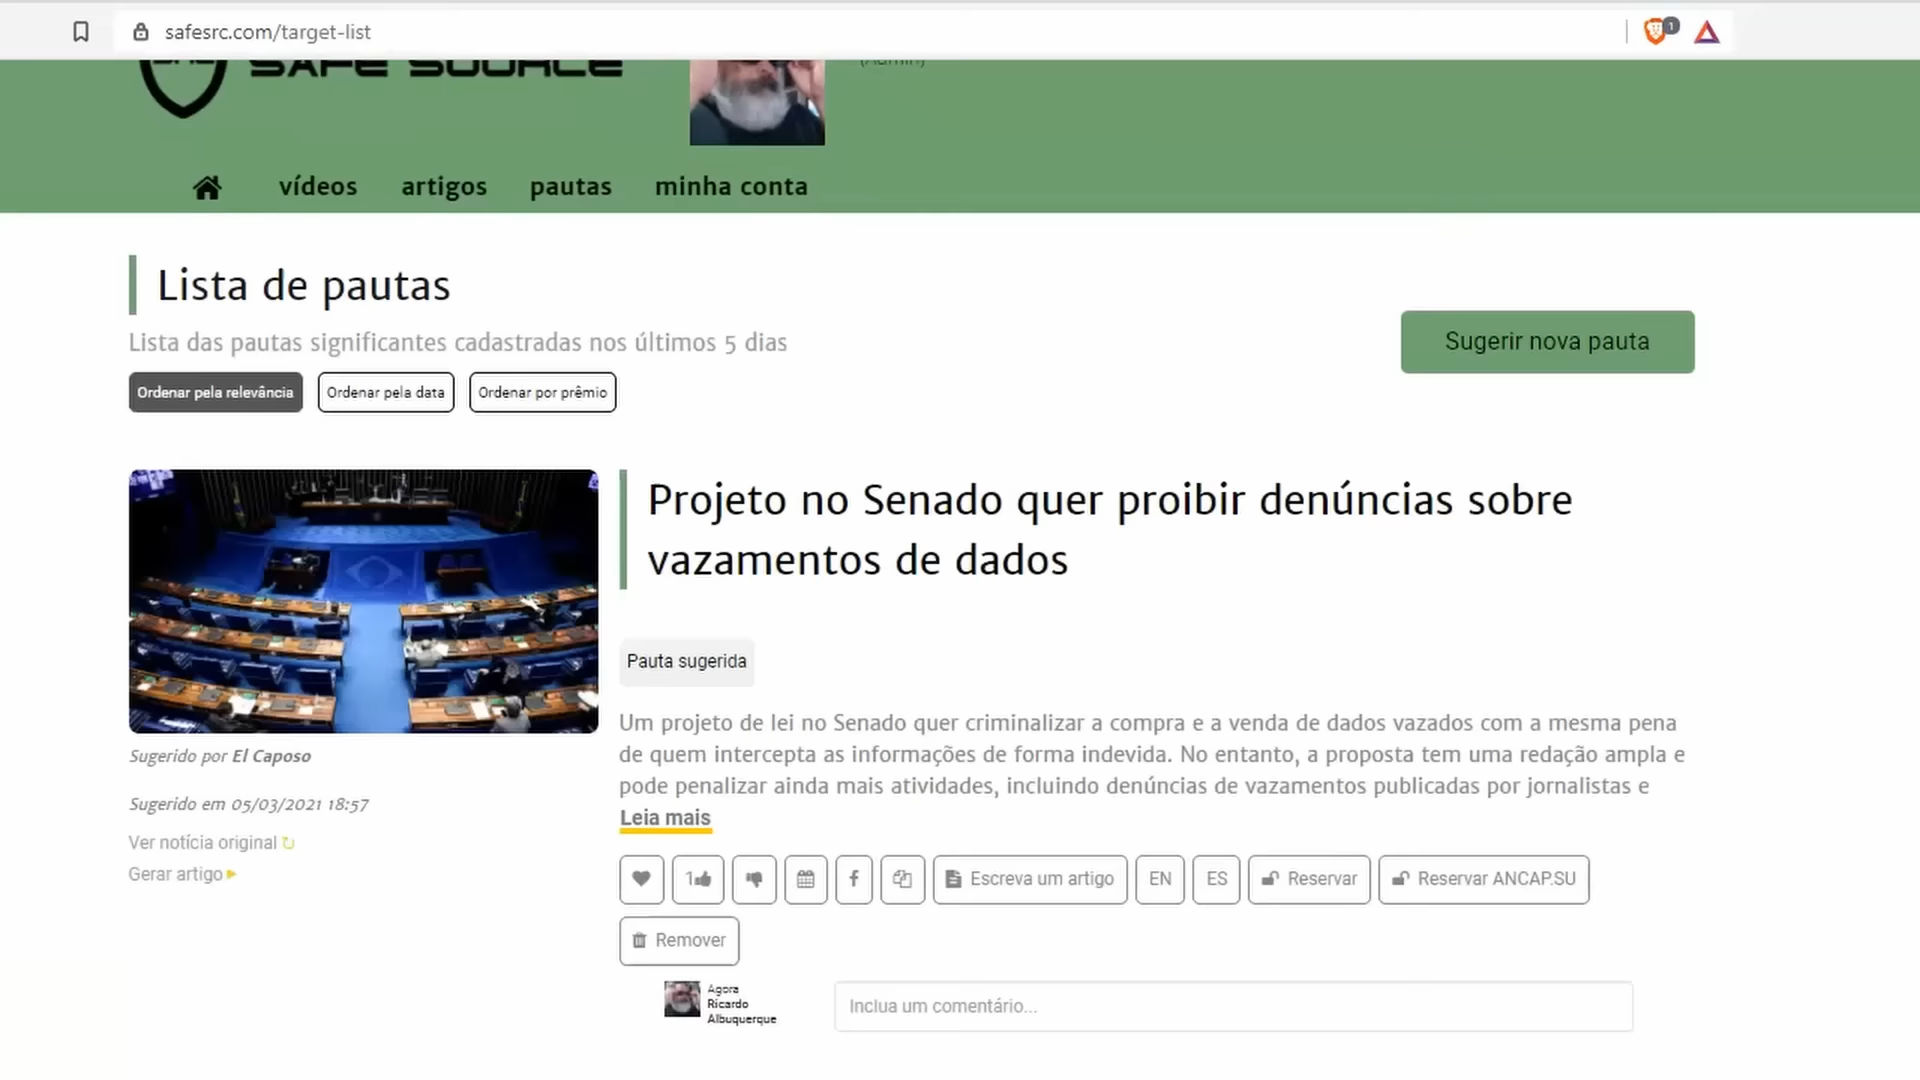 safesrc.com/target-list
1
SAFE SOURCE
(Admin)
vídeos artigos pautas minha conta
Lista de pautas
Lista das pautas significantes cadastradas nos últimos 5 dias
Sugerir nova pauta
Ordenar pela relevância Ordenar pela data Ordenar por prêmio
Projeto no Senado quer proibir denúncias sobre
vazamentos de dados
Pauta sugerida
Um projeto de lei no Senado quer criminalizar a compra e a venda de dados vazados com a mesma pena
de quem intercepta as informações de forma indevida. No entanto, a proposta tem uma redação ampla e
pode penalizar ainda mais atividades, incluindo denúncias de vazamentos publicadas por jornalistas e
Leia mais
Sugerido por El Caposo
Sugerido em 05/03/2021 18:57
Ver notícia original
Gerar artigo
1 Escreva um artigo EN ES Reservar Reservar ANCAP.SU
Remover
Agora
Ricardo
Albuquerque
Inclua um comentário...